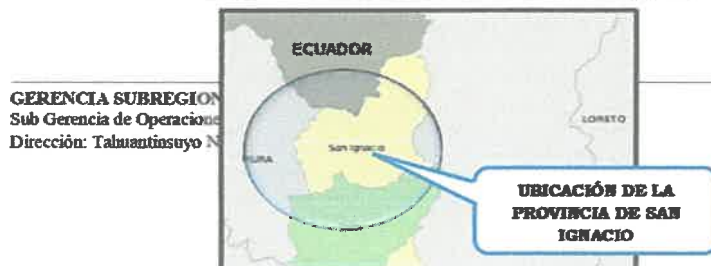 ECUADOR
GERENCIA SUBREGION
Sub Gerencia de Operacione
Dirección: Tahuantinsuyo N
LORETO
San Ignacio
UBICACIÓN DE LA
PROVINCIA DE SAN
IGNACIO